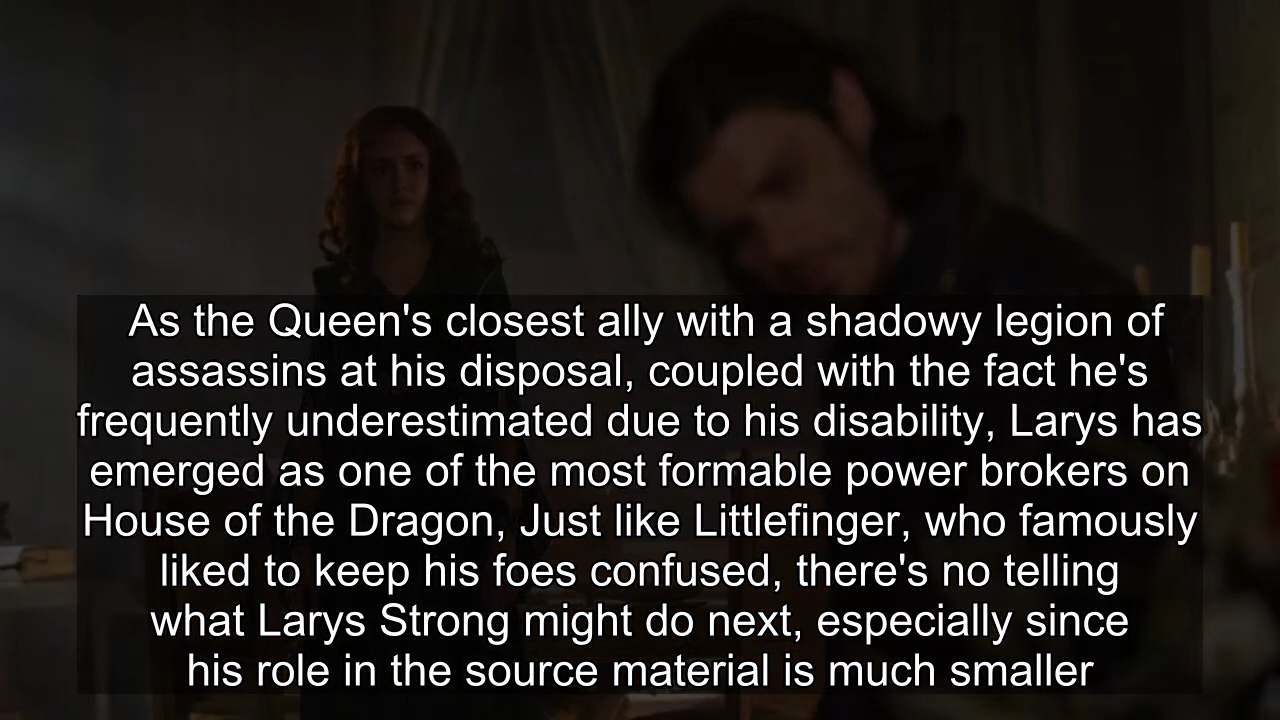 As the Queen's closest ally with a shadowy legion of
assassins at his disposal, coupled with the fact he's
frequently underestimated due to his disability, Larys has
emerged as one of the most formable power brokers on
House of the Dragon, Just like Littlefinger, who famously
liked to keep his foes confused, there's no telling
what Larys Strong might do next, especially since
his role in the source material is much smaller